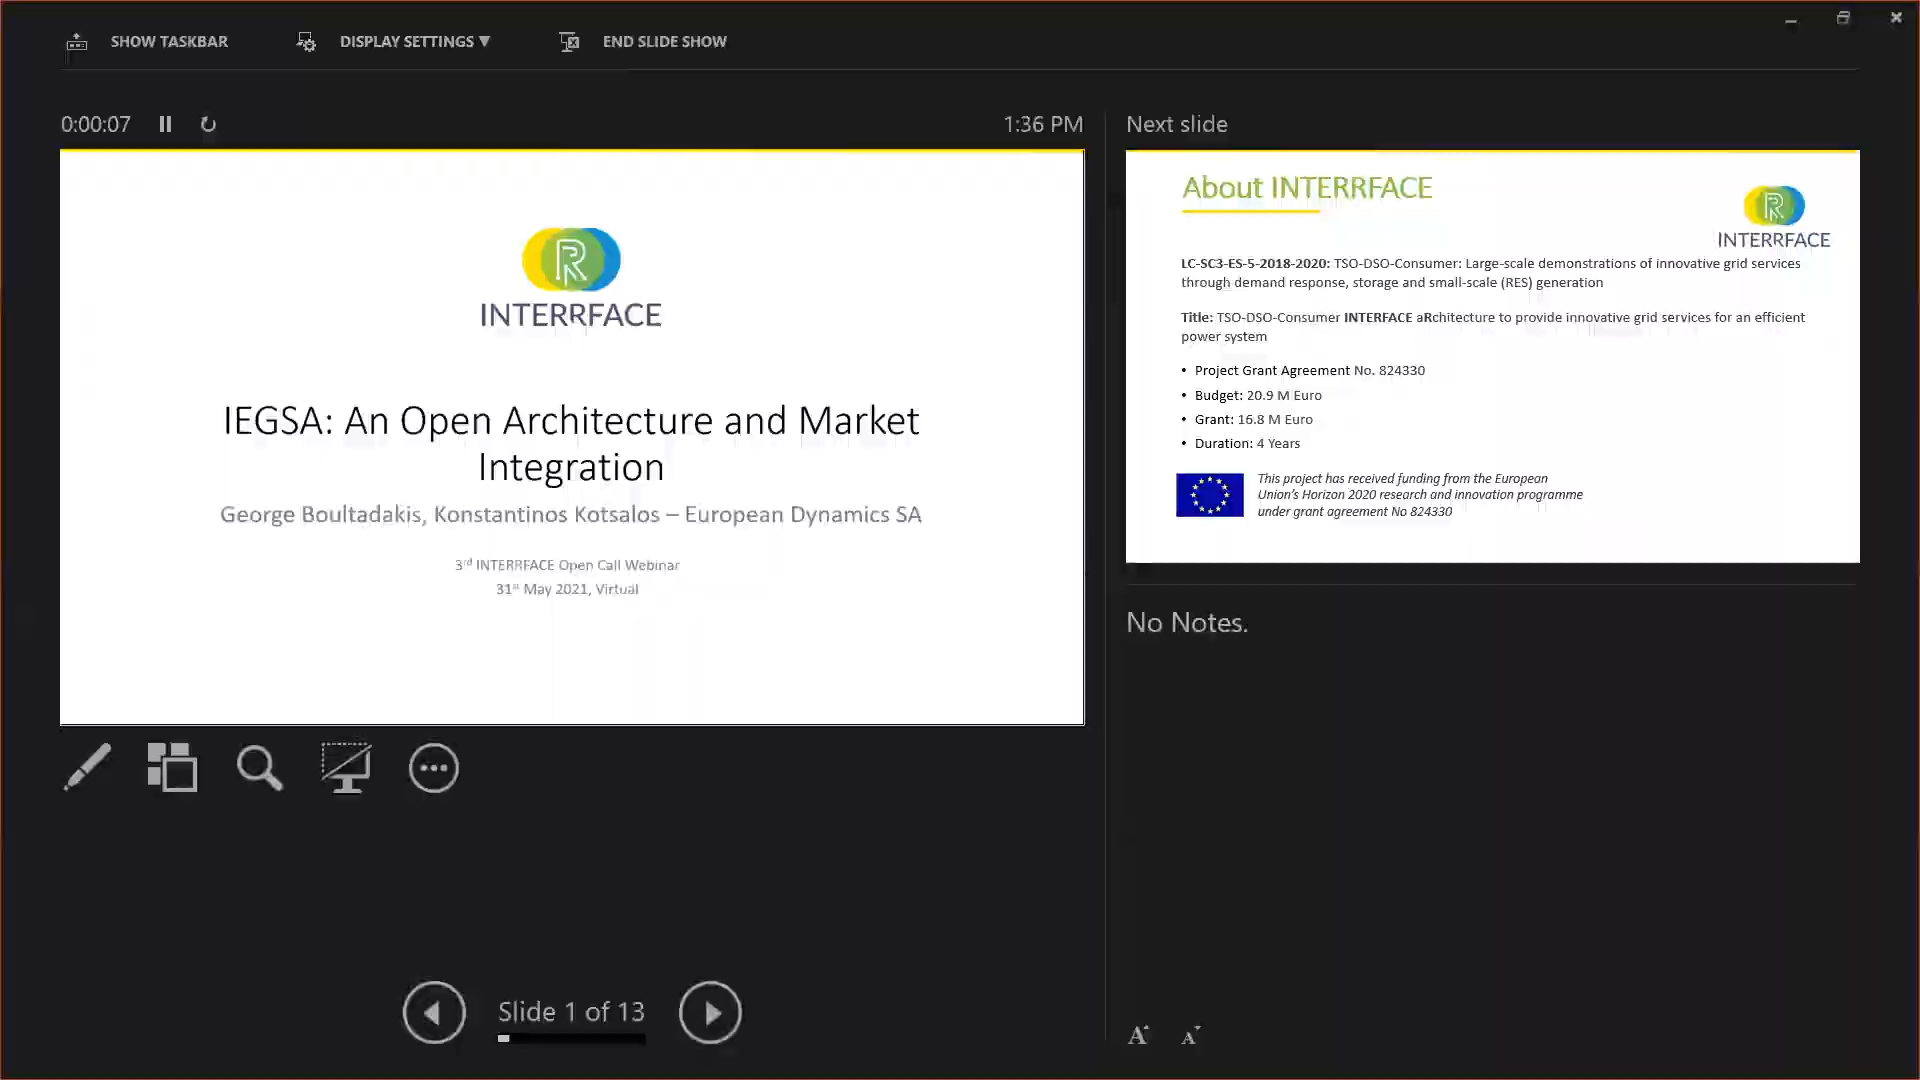 SHOW TASKBAR
DISPLAY SETTINGS ▼
END SLIDE SHOW
0:00:07
1:36 PM
INTERRFACE
IEGSA: An Open Architecture and Market
Integration
George Boultadakis, Konstantinos Kotsalos – European Dynamics SA
3rd INTERRFACE Open Call Webinar
31st May 2021, Virtual
Slide 1 of 13
Next slide
About INTERRFACE
INTERRFACE
LC-SC3-ES-5-2018-2020: TSO-DSO-Consumer: Large-scale demonstrations of innovative grid services
through demand response, storage and small-scale (RES) generation
Title: TSO-DSO-Consumer INTERFACE aRchitecture to provide innovative grid services for an efficient
power system
• Project Grant Agreement No. 824330
• Budget: 20.9 M Euro
• Grant: 16.8 M Euro
• Duration: 4 Years
This project has received funding from the European
Union's Horizon 2020 research and innovation programme
under grant agreement No 824330
No Notes.
A A